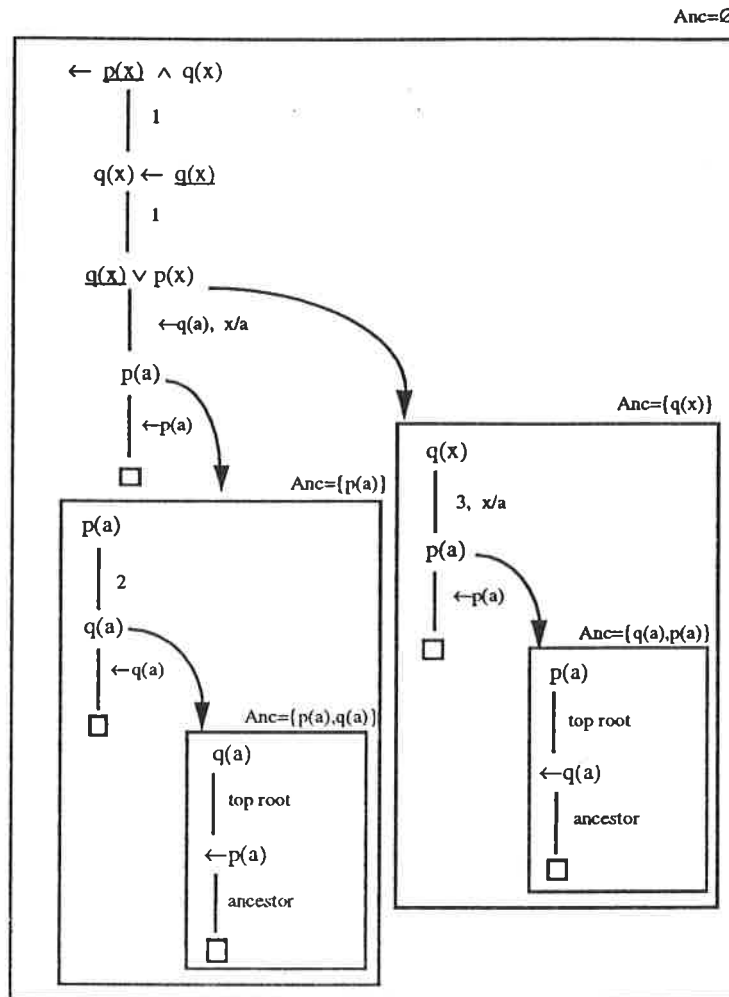 Anc=∅
← p(x) ∧ q(x)
1
q(x) ← q(x)
1
q(x) ∨ p(x)
←q(a), x/a
p(a)
←p(a)
Anc={q(x)}
q(x)
3, x/a
p(a)
←p(a)
Anc={q(a),p(a)}
p(a)
top root
←q(a)
ancestor
Anc={p(a)}
p(a)
2
q(a)
←q(a)
Anc={p(a),q(a)}
q(a)
top root
←p(a)
ancestor